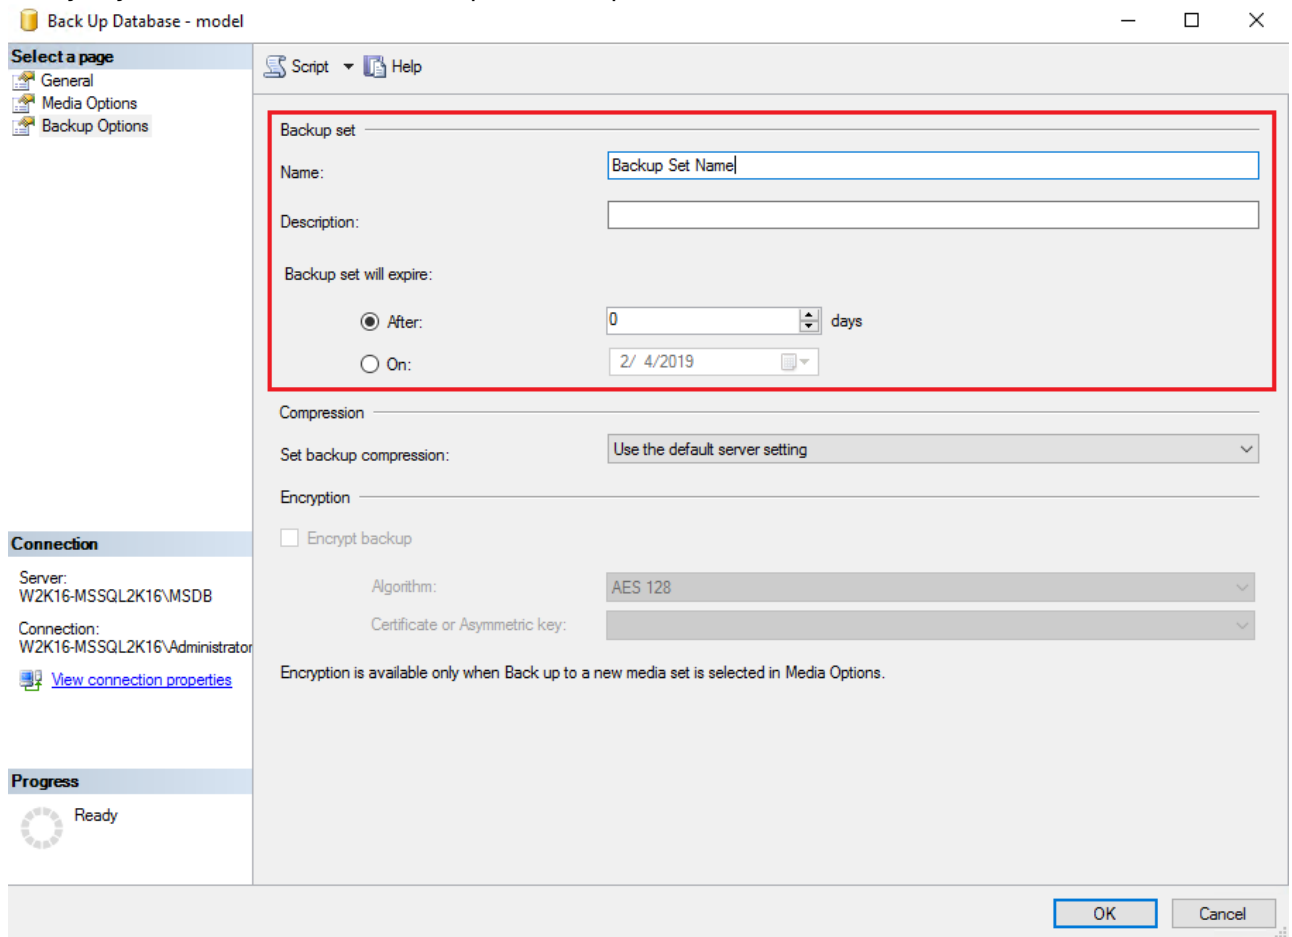 Back Up Database - model
Select a page
General
Media Options
Backup Options
Script
Help
Backup set
Name:
Backup Set Name
Description:
Backup set will expire:
After:
0
days
On:
2/ 4/2019
Compression
Set backup compression:
Use the default server setting
Encryption
Encrypt backup
Algorithm:
AES 128
Certificate or Asymmetric key:
Encryption is available only when Back up to a new media set is selected in Media Options.
Connection
Server:
W2K16-MSSQL2K16\MSDB
Connection:
W2K16-MSSQL2K16\Administrator
View connection properties
Progress
Ready
OK
Cancel